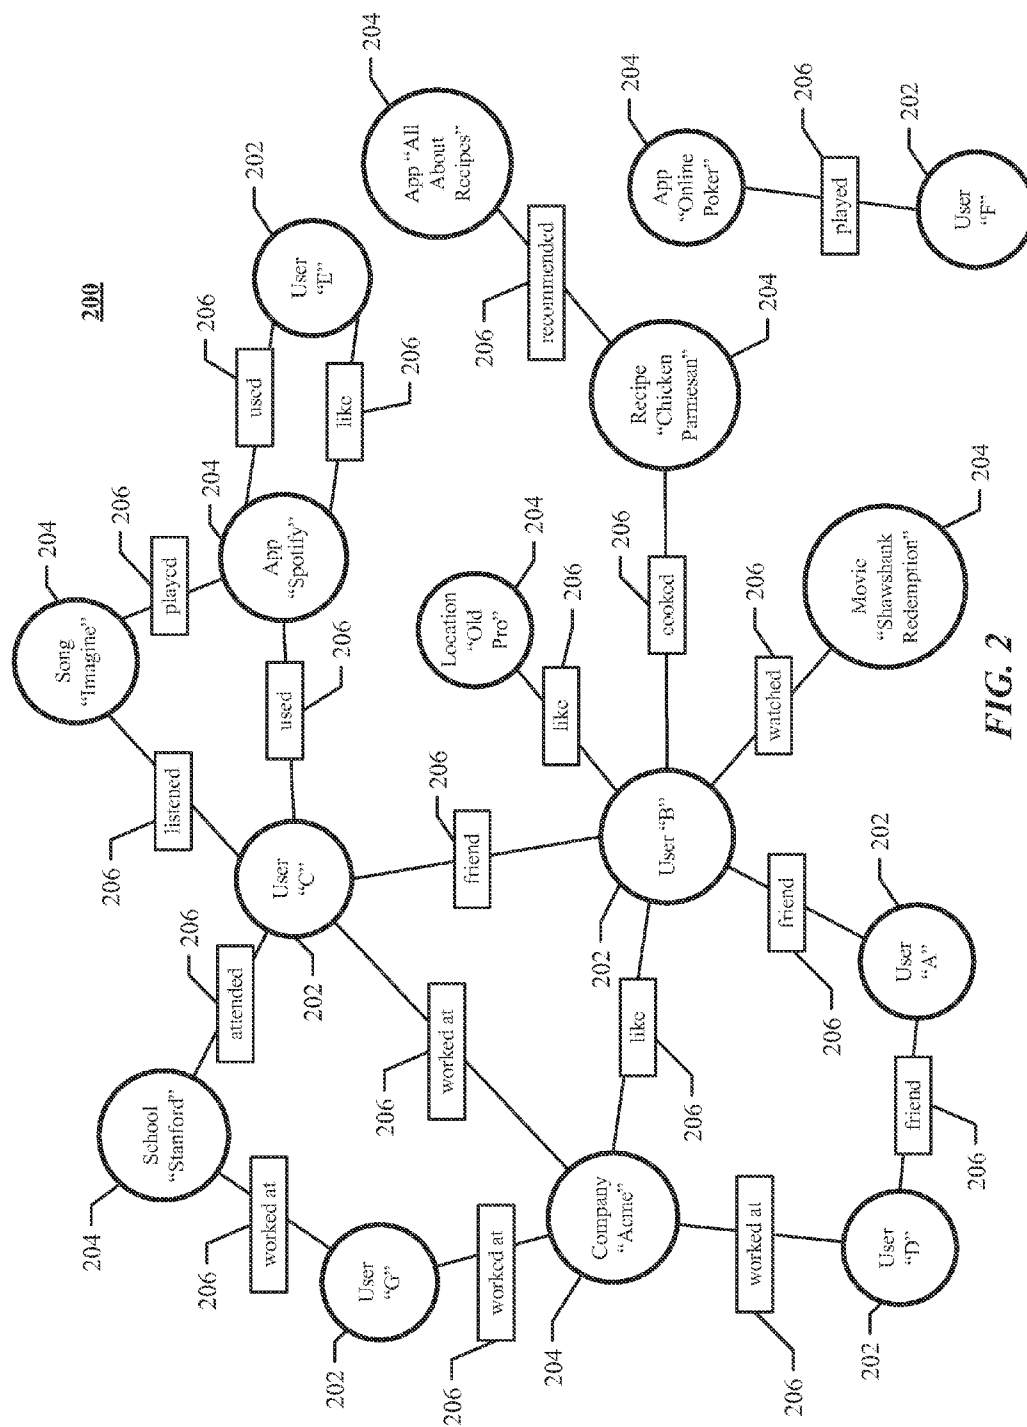 200
204
School
"Stanford"
206
attended
206
listened
204
Song
"Imagine"
206
played
206
used
202
User
"E"
206
worked at
204
App
"Spotify"
206
like
202
User
"G"
202
User
"C"
206
used
204
App "All
About
Recipes"
206
worked at
206
worked at
206
friend
204
Location
"Old
Pro"
206
like
206
recommended
204
Company
"Acme"
206
like
202
User "B"
206
cooked
204
Recipe
"Chicken
Parmesan"
204
App
"Online
Poker"
206
worked at
206
friend
206
watched
206
played
202
User
"D"
206
friend
202
User
"A"
204
Movie
"Shawshank
Redemption"
202
User
"F"
FIG. 2